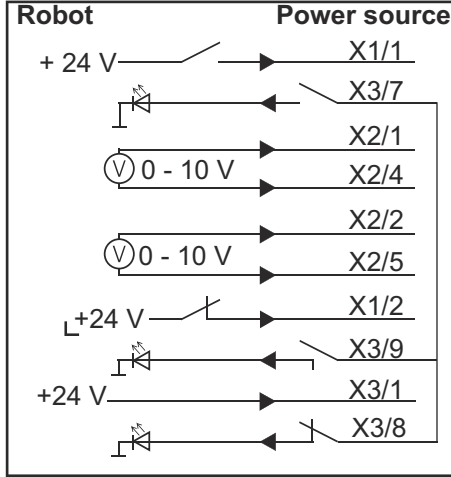 Robot Power source
+ 24 V X1/1
X3/7
X2/1
V 0 - 10 V
X2/4
X2/2
V 0 - 10 V
X2/5
+24 V X1/2
X3/9
+24 V X3/1
X3/8